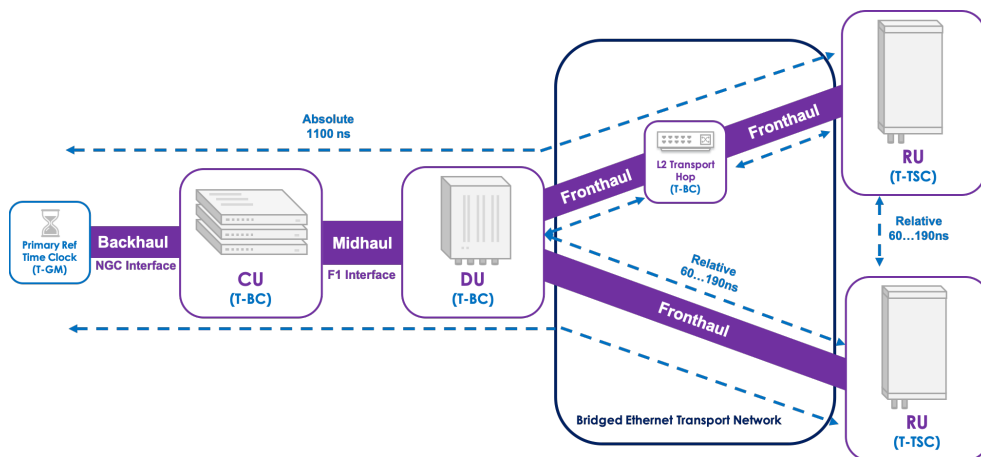 Absolute
1100 ns
Primary Ref
Time Clock
(T-GM)
Backhaul
NGC Interface
CU
(T-BC)
Midhaul
F1 Interface
DU
(T-BC)
Fronthaul
L2 Transport
Hop
(T-BC)
Fronthaul
RU
(T-TSC)
Relative
60...190ns
Relative
60...190ns
Fronthaul
RU
(T-TSC)
Bridged Ethernet Transport Network